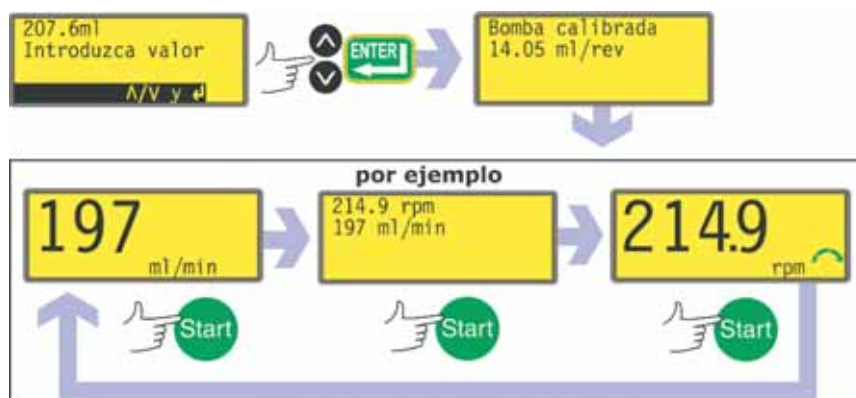 207.6ml
Introduzca valor
∧/∨ y ↲
ENTER
Bomba calibrada
14.05 ml/rev
por ejemplo
197
ml/min
214.9 rpm
197 ml/min
214.9
rpm
Start
Start
Start